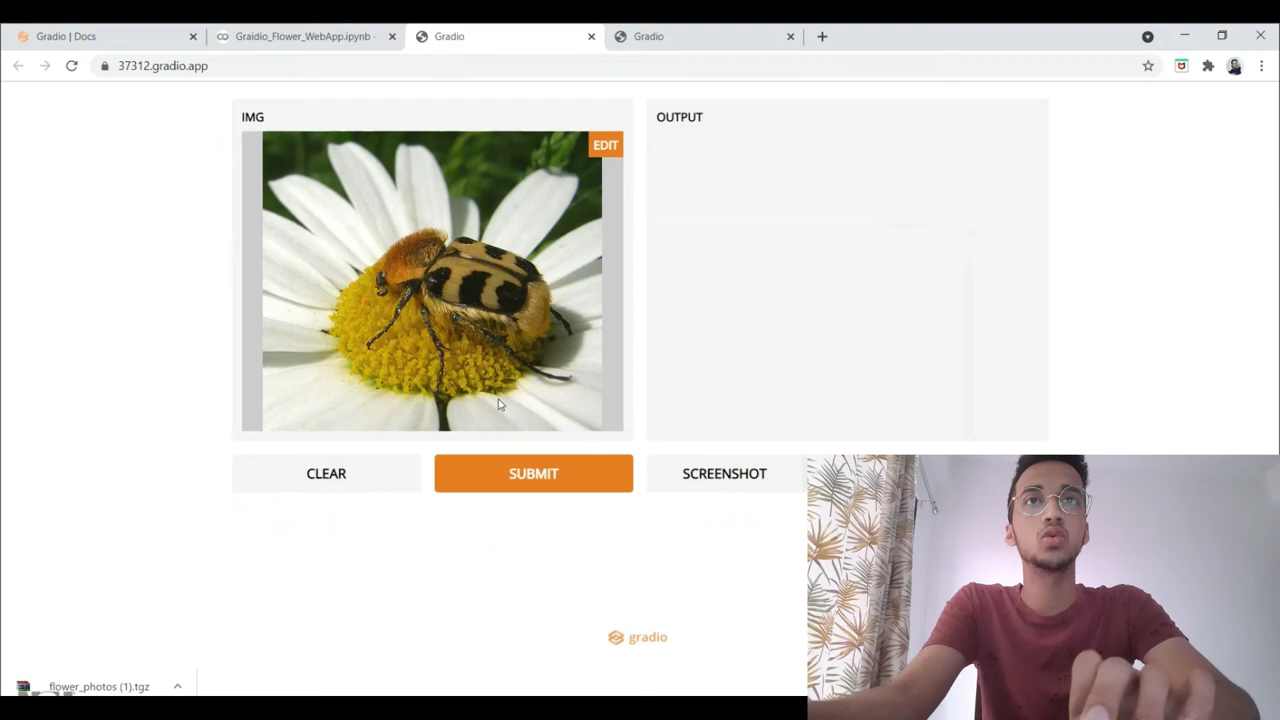 Gradio | Docs
Graidio_Flower_WebApp.ipynb
Gradio
Gradio
37312.gradio.app
IMG
EDIT
OUTPUT
CLEAR
SUBMIT
SCREENSHOT
gradio
flower_photos (1).tgz